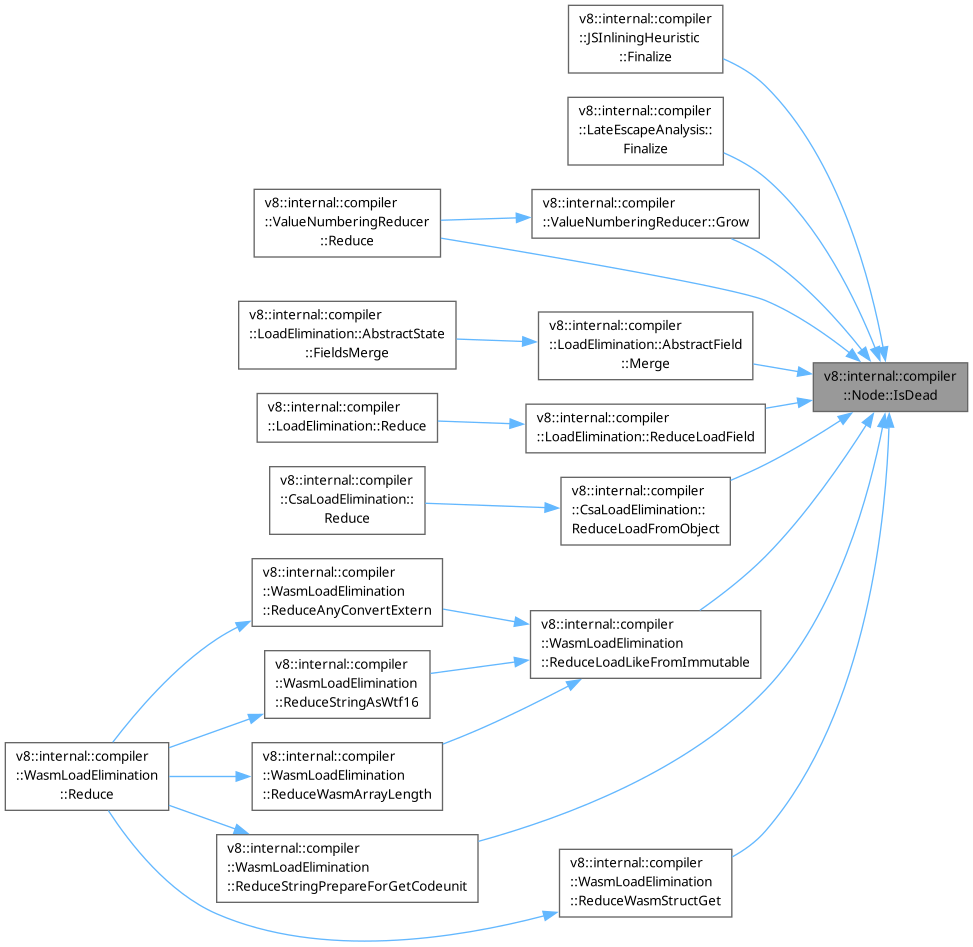 v8::internal::compiler
::JSInliningHeuristic
::Finalize
v8::internal::compiler
::LateEscapeAnalysis::
Finalize
v8::internal::compiler
::ValueNumberingReducer
::Reduce
v8::internal::compiler
::ValueNumberingReducer::Grow
v8::internal::compiler
::LoadElimination::AbstractState
::FieldsMerge
v8::internal::compiler
::LoadElimination::AbstractField
::Merge
v8::internal::compiler
::Node::IsDead
v8::internal::compiler
::LoadElimination::Reduce
v8::internal::compiler
::LoadElimination::ReduceLoadField
v8::internal::compiler
::CsaLoadElimination::
Reduce
v8::internal::compiler
::CsaLoadElimination::
ReduceLoadFromObject
v8::internal::compiler
::WasmLoadElimination
::ReduceAnyConvertExtern
v8::internal::compiler
::WasmLoadElimination
::ReduceLoadLikeFromImmutable
v8::internal::compiler
::WasmLoadElimination
::ReduceStringAsWtf16
v8::internal::compiler
::WasmLoadElimination
::Reduce
v8::internal::compiler
::WasmLoadElimination
::ReduceWasmArrayLength
v8::internal::compiler
::WasmLoadElimination
::ReduceStringPrepareForGetCodeunit
v8::internal::compiler
::WasmLoadElimination
::ReduceWasmStructGet